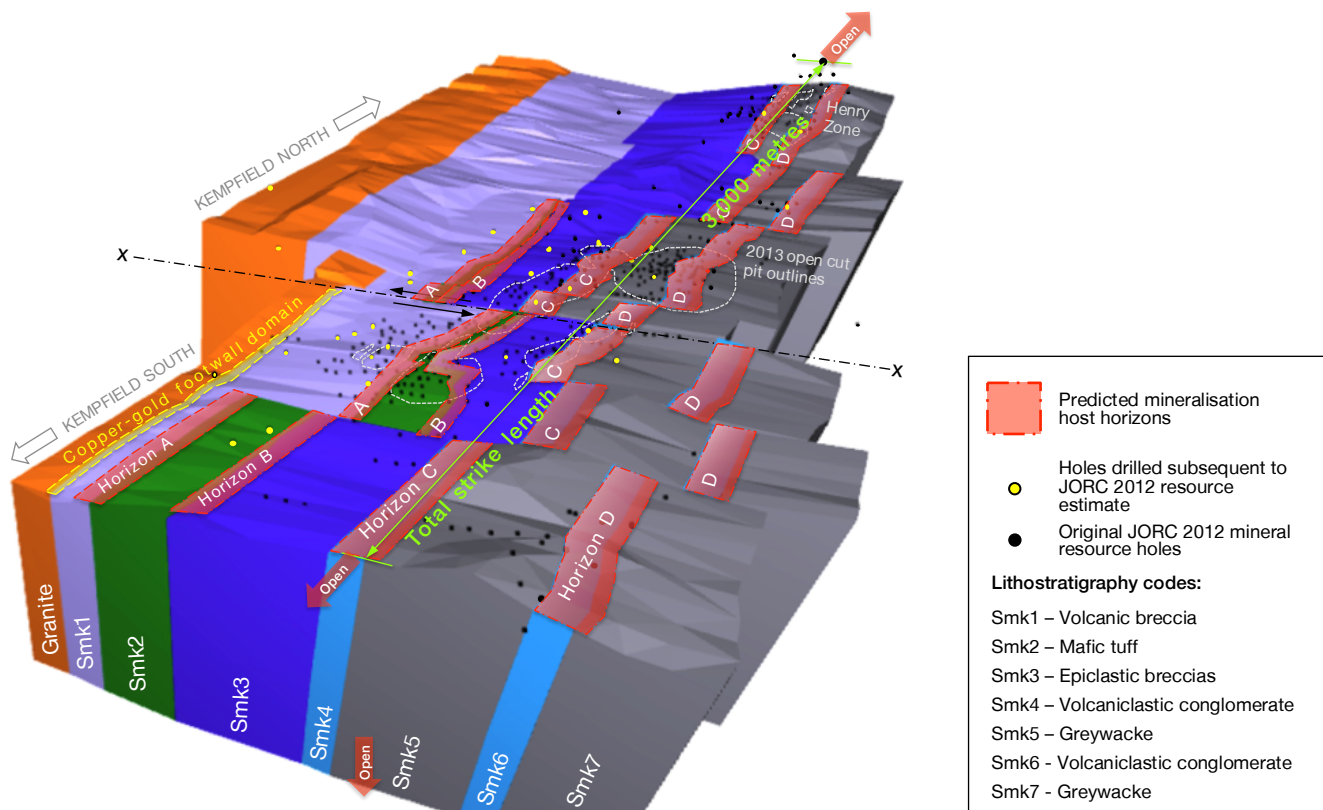 Open
KEMPFIELD NORTH
Henry
Zone
C
D
3,000 metres
C
D
X
A
B
2013 open cut
pit outlines
C
C
D
D
X
KEMPFIELD SOUTH
Copper-gold footwall domain
A
B
C
C
D
D
Horizon A
Horizon B
Horizon C
Horizon D
Total strike length
Open
Granite
Smk1
Smk2
Smk3
Smk4
Smk5
Open
Smk6
Smk7
Predicted mineralisation
host horizons
Holes drilled subsequent to
JORC 2012 resource
estimate
Original JORC 2012 mineral
resource holes
Lithostratigraphy codes:
Smk1 – Volcanic breccia
Smk2 – Mafic tuff
Smk3 – Epiclastic breccias
Smk4 – Volcaniclastic conglomerate
Smk5 – Greywacke
Smk6 - Volcaniclastic conglomerate
Smk7 – Greywacke